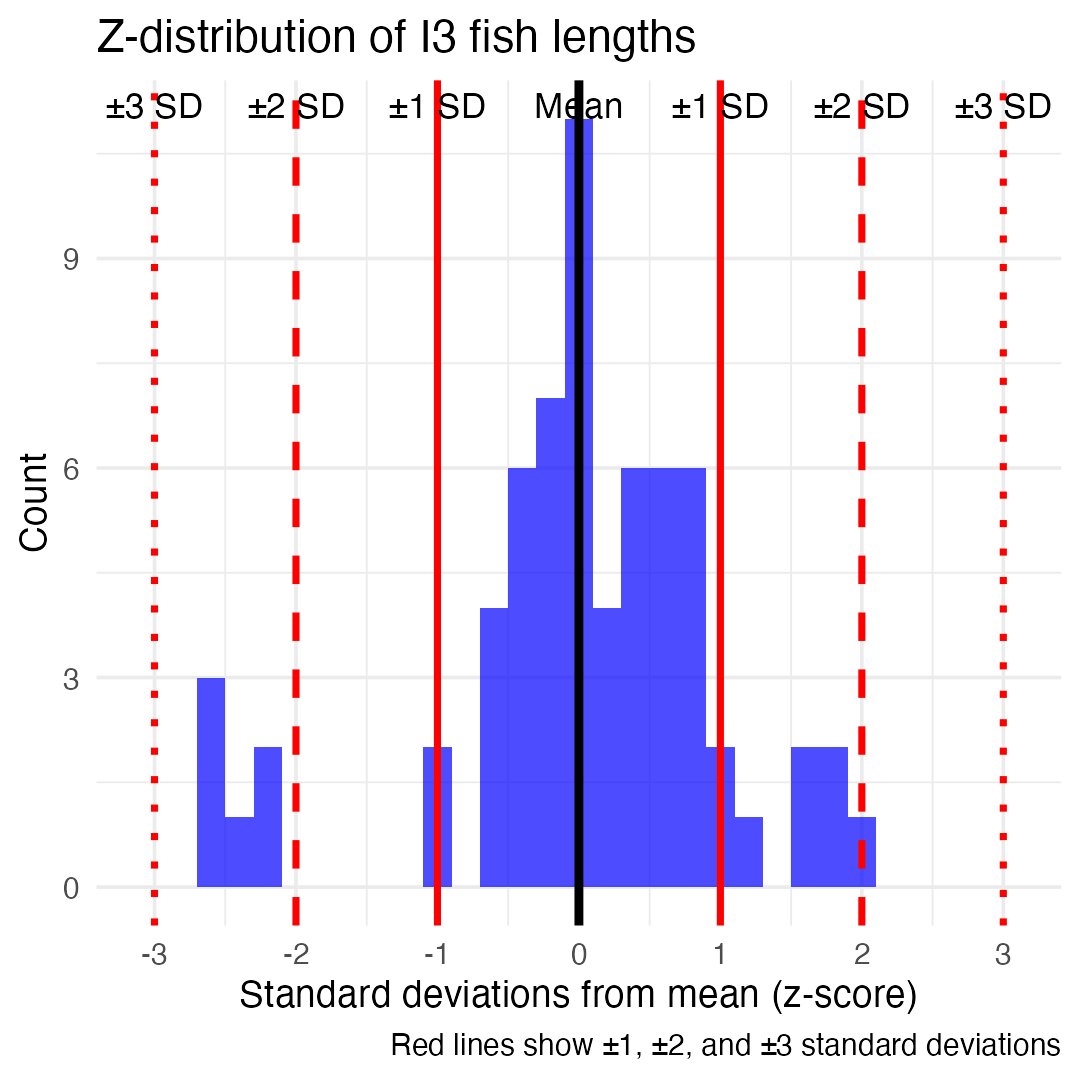 Z-distribution of I3 fish lengths
±3 SD ±2 SD ±1 SD Mean ±1 SD ±2 SD ±3 SD
9
6
3
0
Count
-3 -2 -1 0 1 2 3
Standard deviations from mean (z-score)
Red lines show ±1, ±2, and ±3 standard deviations